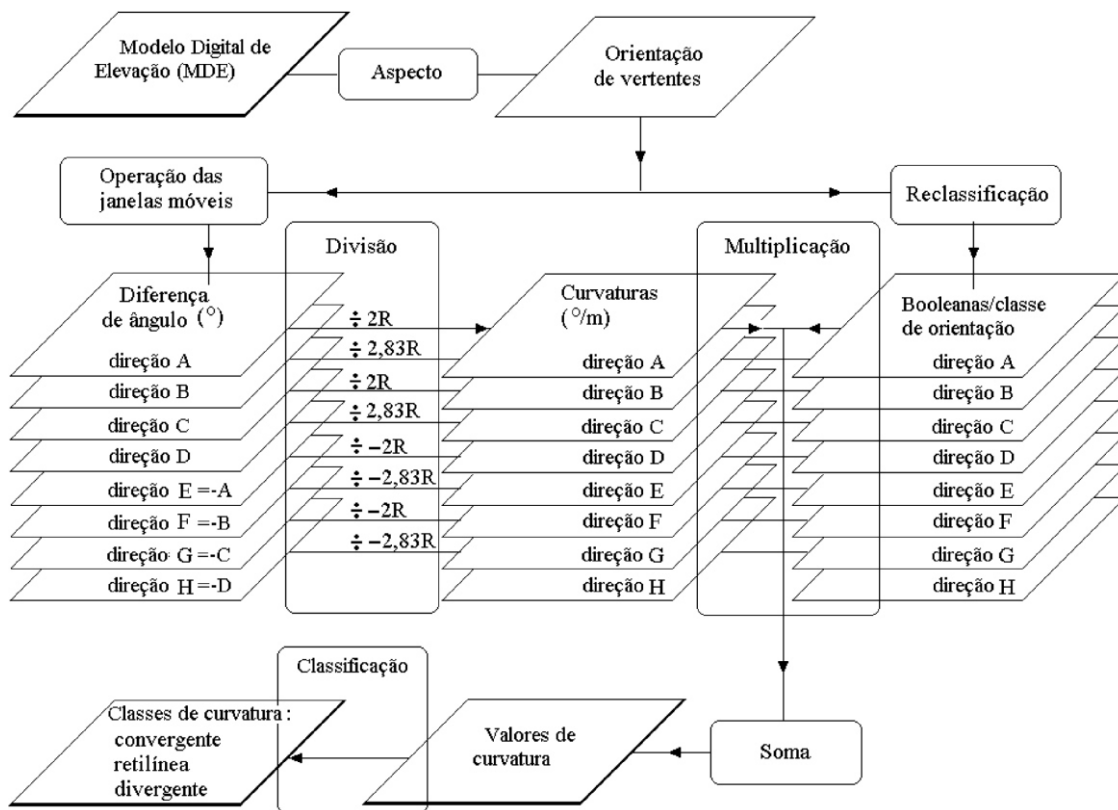 Modelo Digital de
Elevação (MDE)
Aspecto
Orientação
de vertentes
Operação das
janelas móveis
Reclassificação
Divisão
Multiplicação
Diferença
de ângulo (°)
direção A
direção B
direção C
direção D
direção E =-A
direção F =-B
direção G =-C
direção H =-D
÷ 2R
÷ 2,83R
÷ 2R
÷ 2,83R
÷ −2R
÷ −2,83R
÷ −2R
÷ −2,83R
Curvaturas
(°/m)
direção A
direção B
direção C
direção D
direção E
direção F
direção G
direção H
Booleanas/classe
de orientação
direção A
direção B
direção C
direção D
direção E
direção F
direção G
direção H
Classificação
Classes de curvatura :
convergente
retilínea
divergente
Valores de
curvatura
Soma